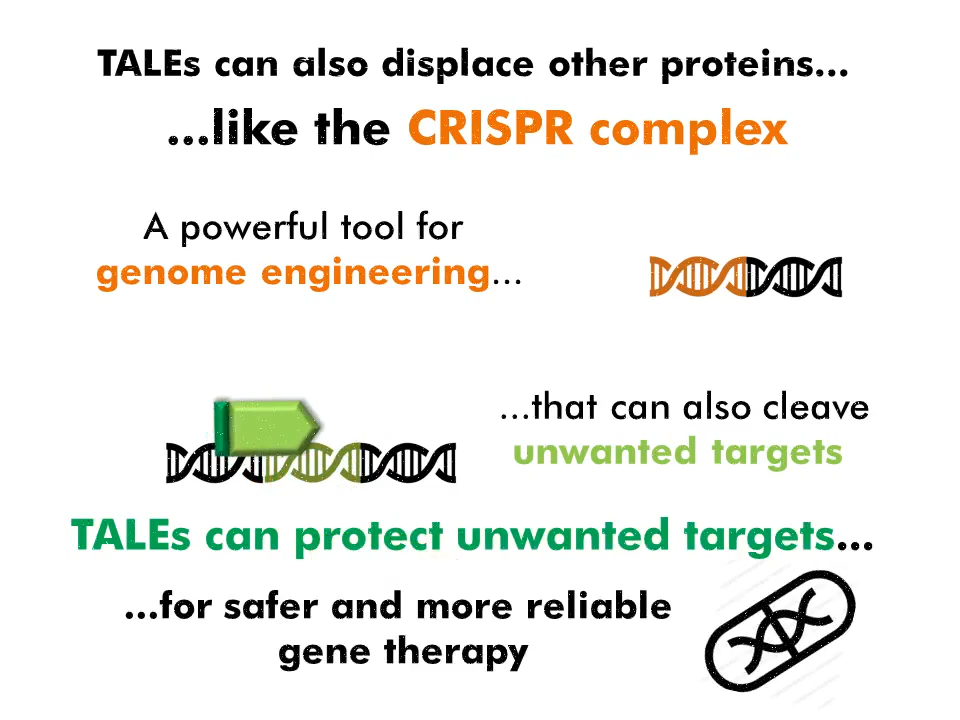 TALEs can also displace other proteins...
...like the CRISPR complex
A powerful tool for
genome engineering...
...that can also cleave
unwanted targets
TALEs can protect unwanted targets...
...for safer and more reliable
gene therapy